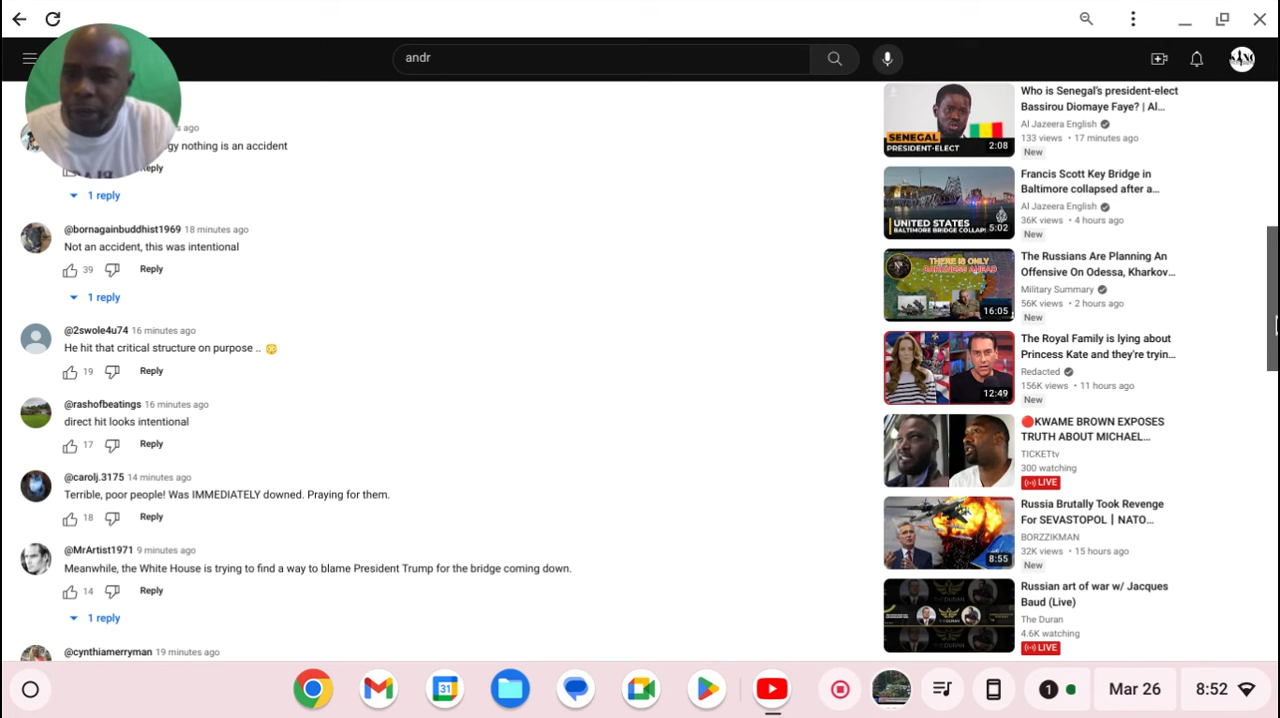 andr
s ago
gy nothing is an accident
Reply
1 reply
@bornagainbuddhist1969 18 minutes ago
Not an accident, this was intentional
39 Reply
1 reply
@2swole4u74 16 minutes ago
He hit that critical structure on purpose .. 😳
19 Reply
@rashofbeatings 16 minutes ago
direct hit looks intentional
17 Reply
@carolj.3175 14 minutes ago
Terrible, poor people! Was IMMEDIATELY downed. Praying for them.
18 Reply
@MrArtist1971 9 minutes ago
Meanwhile, the White House is trying to find a way to blame President Trump for the bridge coming down.
14 Reply
1 reply
@cynthiamerryman 19 minutes ago
SENEGAL
PRESIDENT-ELECT
2:08
Who is Senegal's president-elect
Bassirou Diomaye Faye? | Al...
Al Jazeera English
133 views • 17 minutes ago
New
UNITED STATES
BALTIMORE BRIDGE COLLAP
5:02
Francis Scott Key Bridge in
Baltimore collapsed after a...
Al Jazeera English
36K views • 4 hours ago
New
THERE IS ONLY
DARKNESS AHEAD
16:05
The Russians Are Planning An
Offensive On Odessa, Kharkov...
Military Summary
56K views • 2 hours ago
New
12:49
The Royal Family is lying about
Princess Kate and they're tryin...
Redacted
156K views • 11 hours ago
New
🔴KWAME BROWN EXPOSES
TRUTH ABOUT MICHAEL...
TICKETtv
300 watching
LIVE
8:55
Russia Brutally Took Revenge
For SEVASTOPOL | NATO...
BORZZIKMAN
32K views • 15 hours ago
New
THE DURAN
Russian art of war w/ Jacques
Baud (Live)
The Duran
4.6K watching
LIVE
31
1
Mar 26
8:52